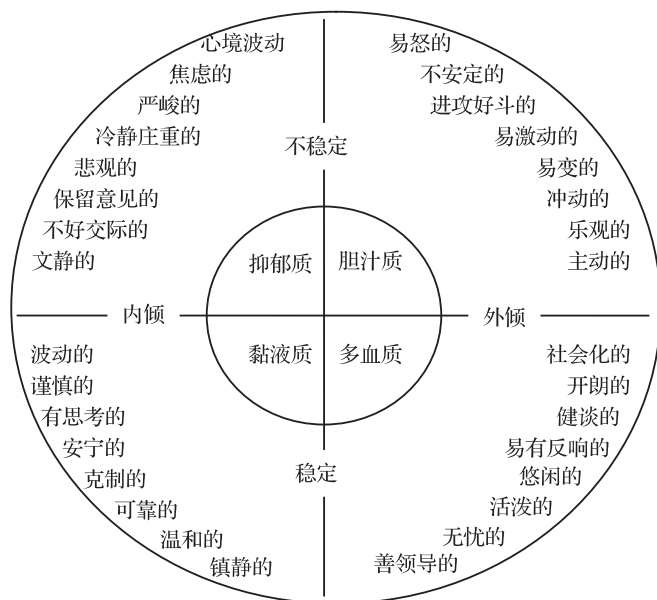 心境波动
焦虑的
严峻的
冷静庄重的
悲观的
保留意见的
不好交际的
文静的
易怒的
不安定的
进攻好斗的
易激动的
易变的
冲动的
乐观的
主动的
不稳定
抑郁质
胆汁质
内倾
外倾
黏液质
多血质
稳定
波动的
谨慎的
有思考的
安宁的
克制的
可靠的
温和的
镇静的
社会化的
开朗的
健谈的
易有反响的
悠闲的
活泼的
无忧的
善领导的